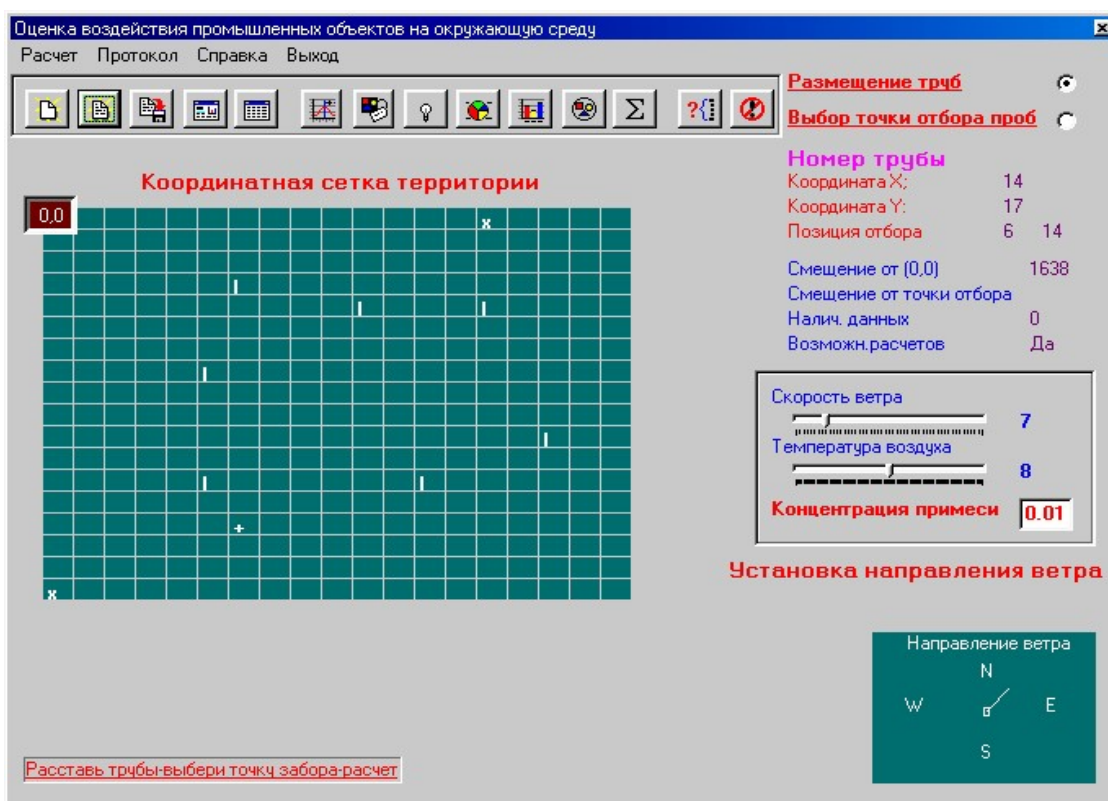 Оценка воздействия промышленных объектов на окружающую среду
Расчет Протокол Справка Выход
Размещение труб
Выбор точки отбора проб
Номер трубы
Координата X; 14
Координата Y: 17
Позиция отбора 6 14
Смещение от (0,0) 1638
Смещение от точки отбора
Налич. данных 0
Возможн.расчетов Да
Координатная сетка территории
0,0
x
+
x
Скорость ветра 7
Температура воздуха 8
Концентрация примеси 0.01
Установка направления ветра
Направление ветра
N
W E
S
Расставь трубы-выбери точку забора-расчет